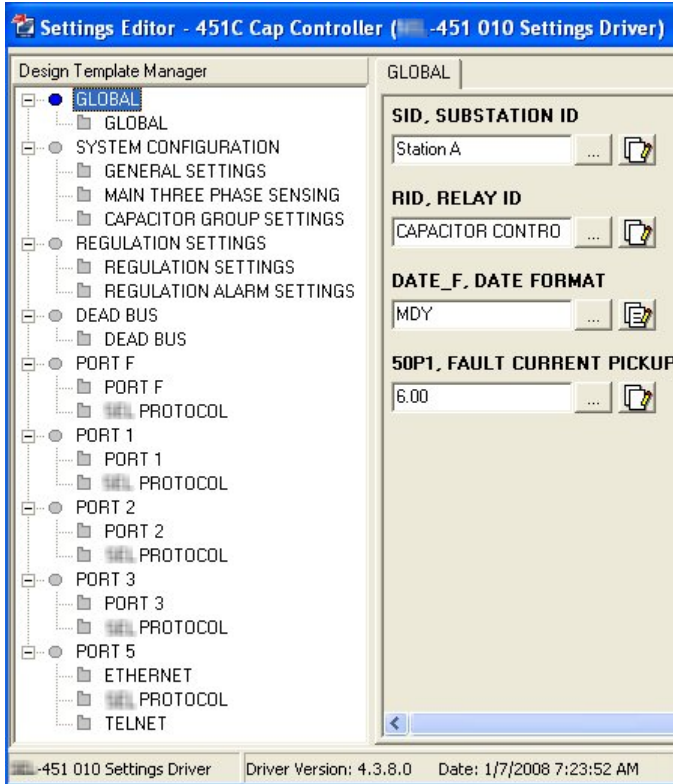 Settings Editor - 451C Cap Controller ( -451 010 Settings Driver)
Design Template Manager
GLOBAL
GLOBAL
SYSTEM CONFIGURATION
GENERAL SETTINGS
MAIN THREE PHASE SENSING
CAPACITOR GROUP SETTINGS
REGULATION SETTINGS
REGULATION SETTINGS
REGULATION ALARM SETTINGS
DEAD BUS
DEAD BUS
PORT F
PORT F
PROTOCOL
PORT 1
PORT 1
PROTOCOL
PORT 2
PORT 2
PROTOCOL
PORT 3
PORT 3
PROTOCOL
PORT 5
ETHERNET
PROTOCOL
TELNET
GLOBAL
SID, SUBSTATION ID
Station A
...
RID, RELAY ID
CAPACITOR CONTRO
...
DATE_F, DATE FORMAT
MDY
...
50P1, FAULT CURRENT PICKUP
6.00
...
-451 010 Settings Driver
Driver Version: 4.3.8.0
Date: 1/7/2008 7:23:52 AM